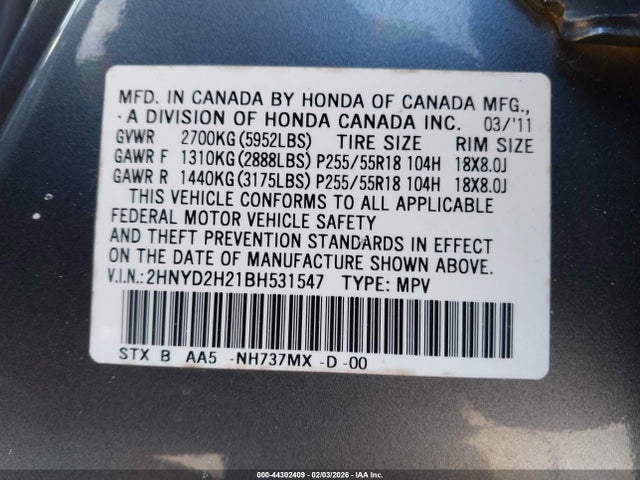 MFD. IN CANADA BY HONDA OF CANADA MFG.,
A DIVISION OF HONDA CANADA INC. 03/'11
GVWR 2700KG(5952LBS) TIRE SIZE RIM SIZE
GAWR F 1310KG(2888LBS) P255/55R18 104H 18X8.0J
GAWR R 1440KG(3175LBS) P255/55R18 104H 18X8.0J
THIS VEHICLE CONFORMS TO ALL APPLICABLE
FEDERAL MOTOR VEHICLE SAFETY
AND THEFT PREVENTION STANDARDS IN EFFECT
ON THE DATE OF MANUFACTURE SHOWN ABOVE.
V.I.N.:2HNYD2H21BH531547 TYPE: MPV
STX B AA5 -NH737MX -D -00
000-44302409 - 02/03/2026 - IAA Inc.